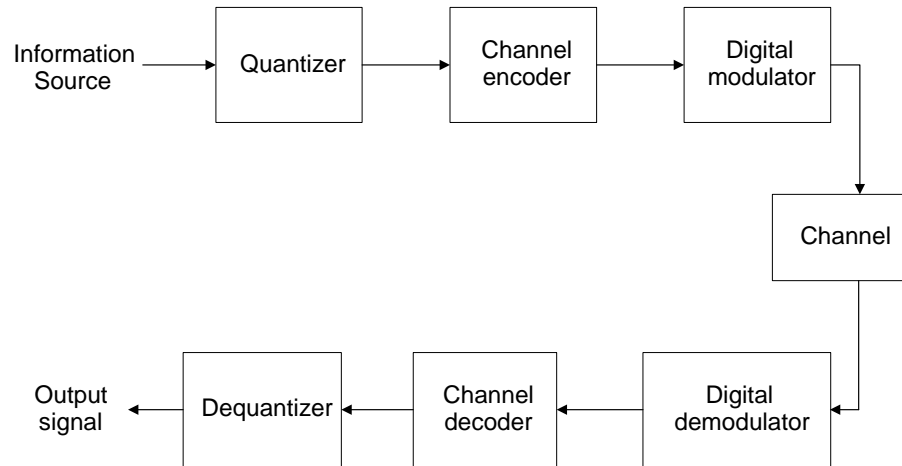 Information
Source
Quantizer
Channel
encoder
Digital
modulator
Channel
Output
signal
Dequantizer
Channel
decoder
Digital
demodulator